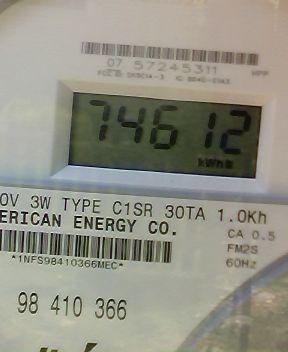 07 57245311
74612
kWh
0V 3W TYPE C1SR 30TA 1.0Kh
ERICAN ENERGY CO.
CA 0.5
FM2S
60Hz
*1NFS98410366MEC*
98 410 366